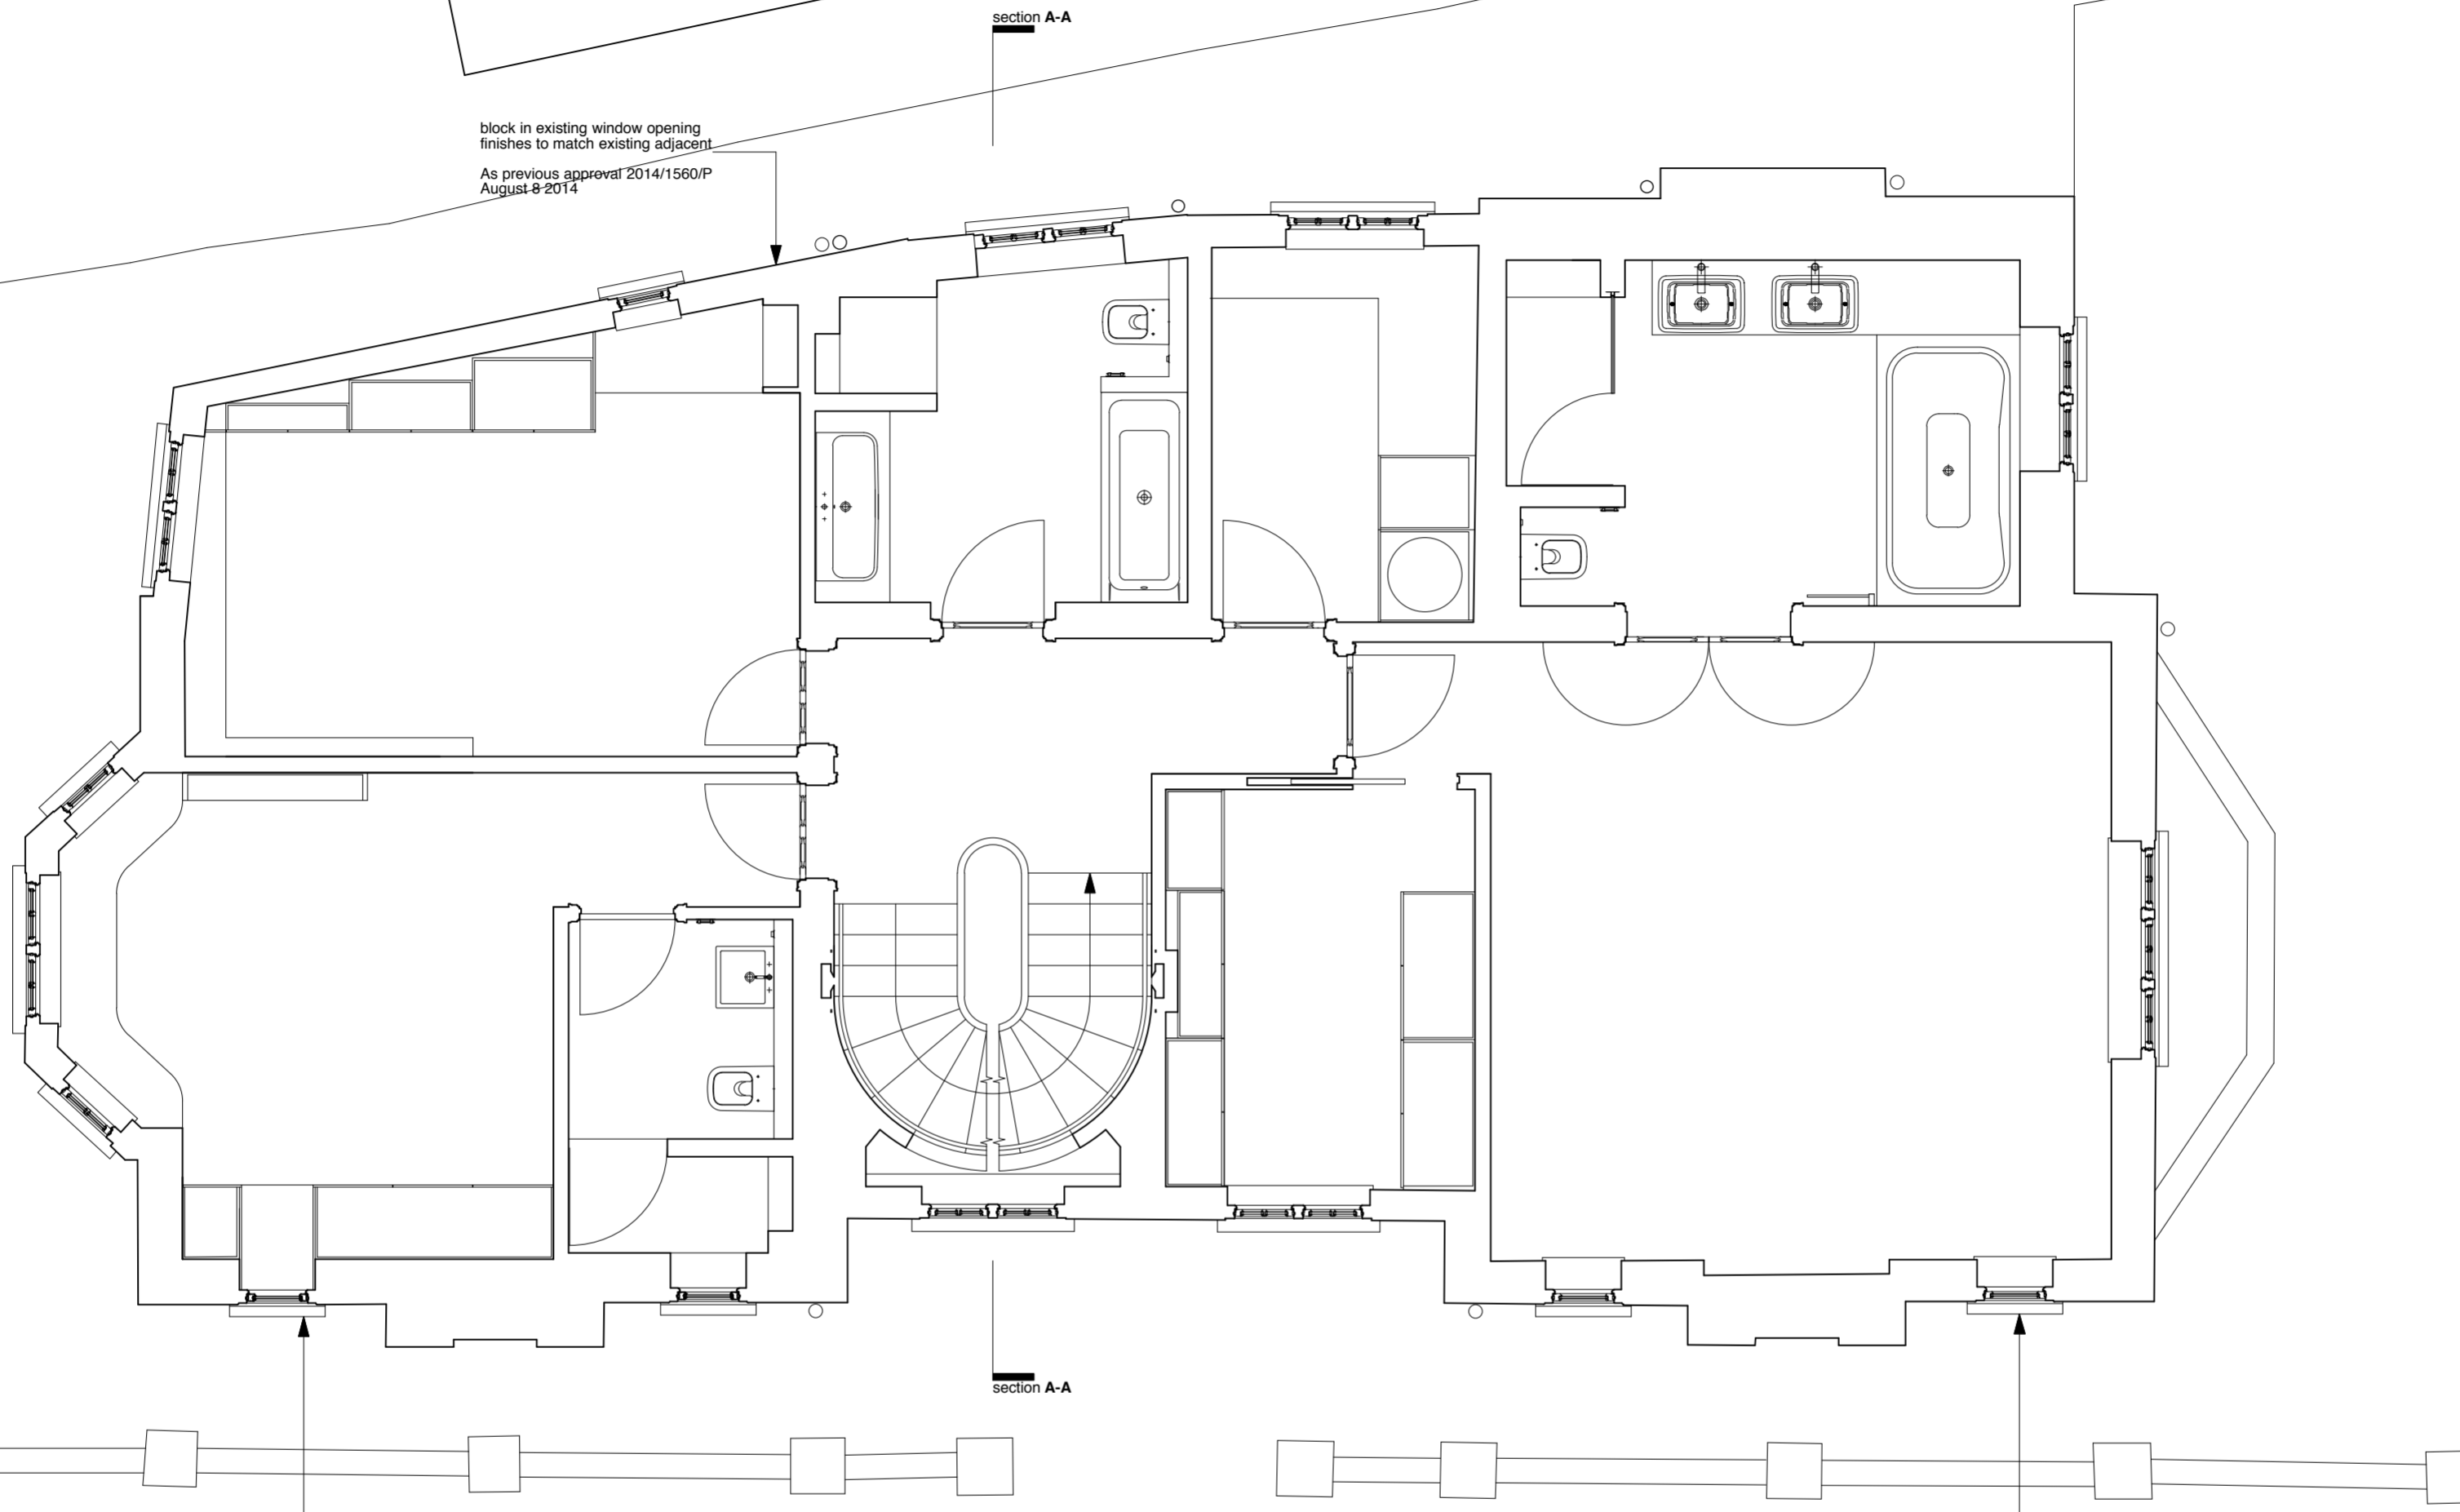 section A-A
block in existing window opening
finishes to match existing adjacent
As previous approval 2014/1560/P
August 8 2014
section A-A